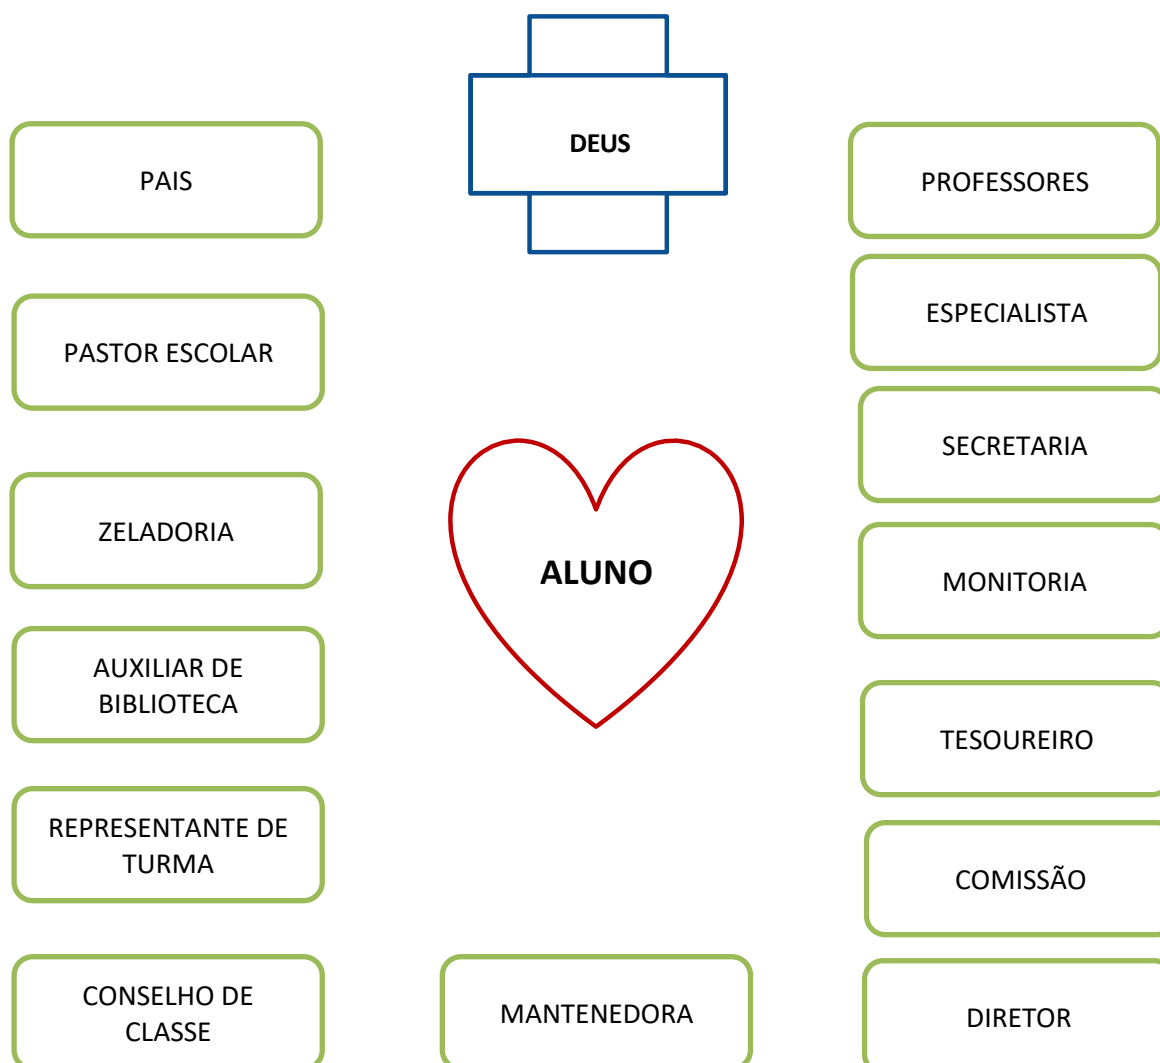 DEUS
PAIS
PROFESSORES
ESPECIALISTA
PASTOR ESCOLAR
SECRETARIA
ZELADORIA
ALUNO
MONITORIA
AUXILIAR DE
BIBLIOTECA
TESOUREIRO
REPRESENTANTE DE
TURMA
COMISSÃO
CONSELHO DE
CLASSE
MANTENEDORA
DIRETOR